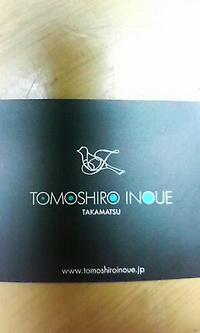 TOMOSHIRO INOUE
TAKAMATSU
www.tomoshiroinoue.jp